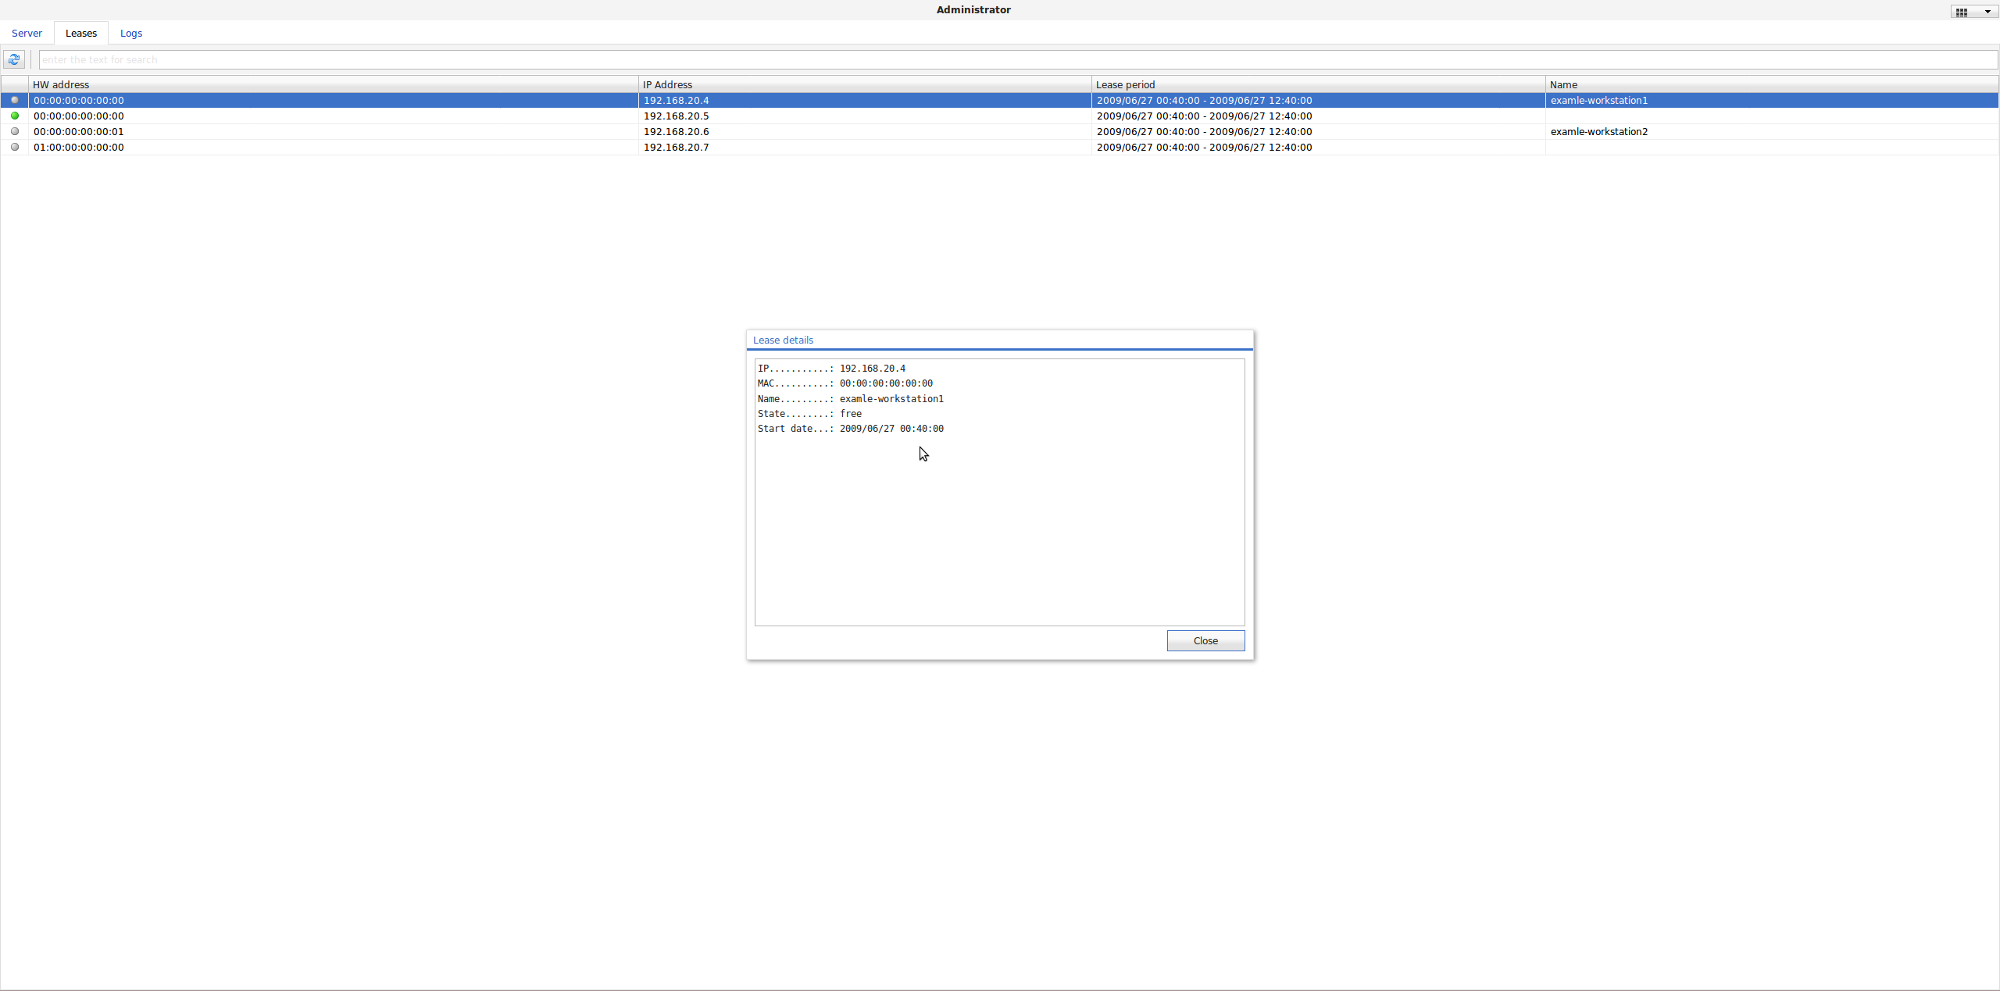 Administrator
Server Leases Logs
enter the text for search
HW address IP Address Lease period Name
00:00:00:00:00:00 192.168.20.4 2009/06/27 00:40:00 - 2009/06/27 12:40:00 examle-workstation1
00:00:00:00:00:00 192.168.20.5 2009/06/27 00:40:00 - 2009/06/27 12:40:00
00:00:00:00:00:01 192.168.20.6 2009/06/27 00:40:00 - 2009/06/27 12:40:00 examle-workstation2
01:00:00:00:00:00 192.168.20.7 2009/06/27 00:40:00 - 2009/06/27 12:40:00
Lease details
IP...........: 192.168.20.4
MAC..........: 00:00:00:00:00:00
Name.........: examle-workstation1
State........: free
Start date...: 2009/06/27 00:40:00
Close